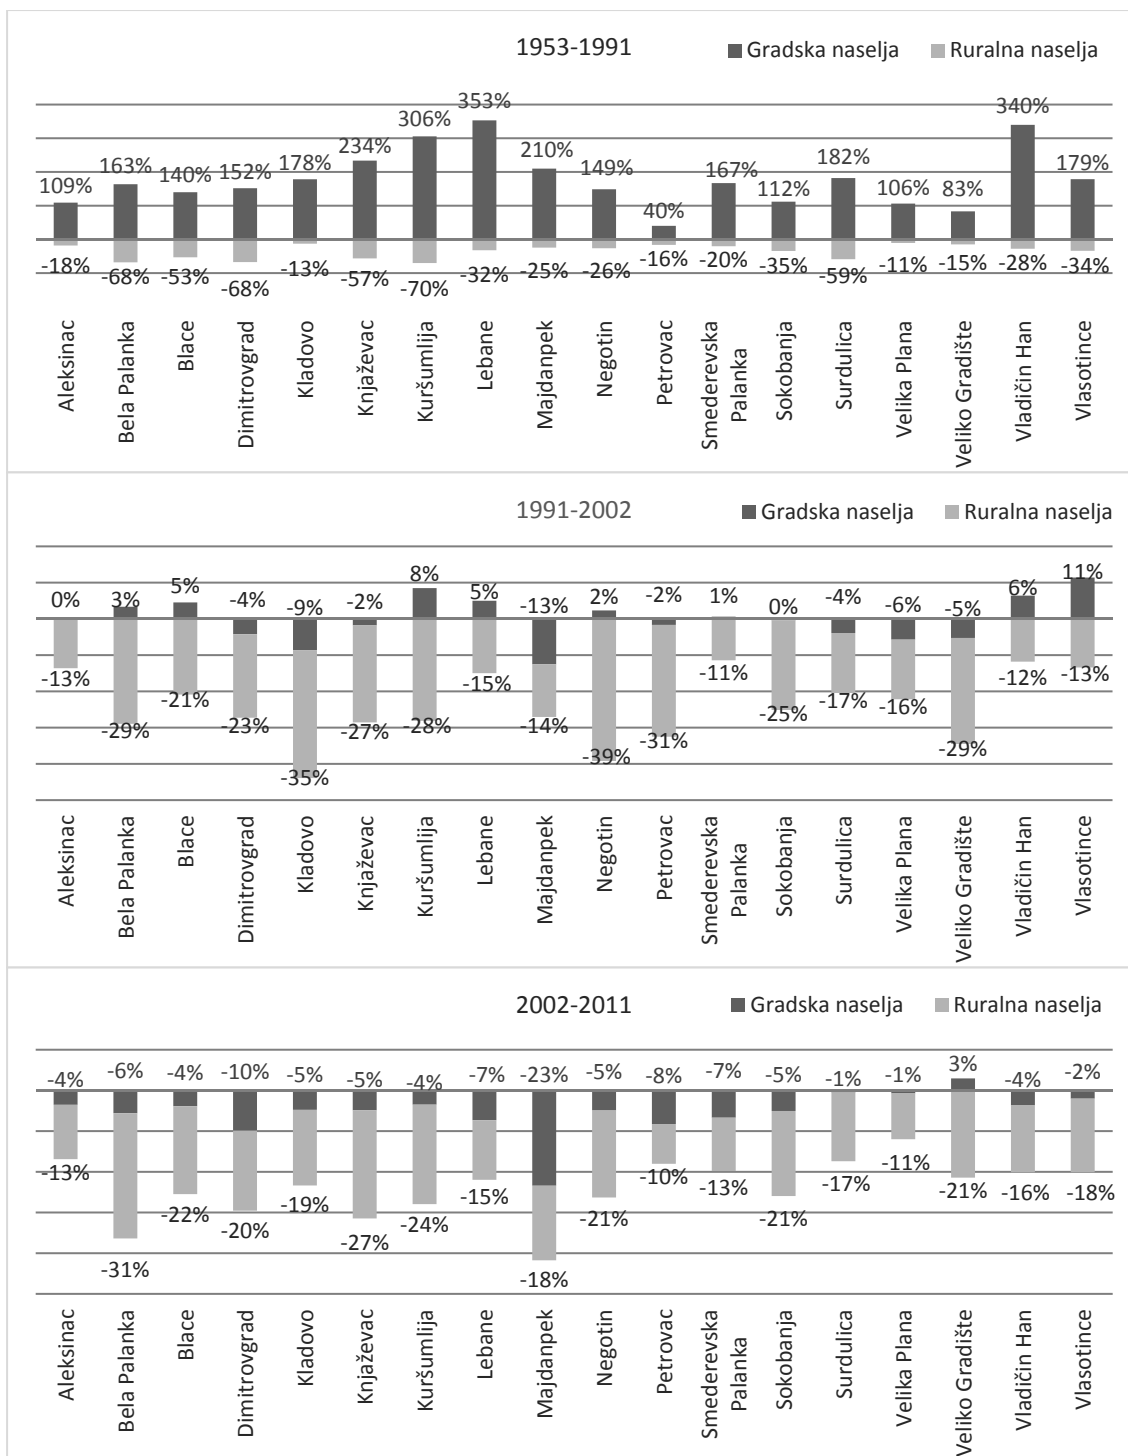 1953-1991
Gradska naselja Ruralna naselja
109% 163% 140% 152% 178% 234% 306% 353% 210% 149% 40% 167% 112% 182% 106% 83% 340% 179%
-18% -68% -53% -68% -13% -57% -70% -32% -25% -26% -16% -20% -35% -59% -11% -15% -28% -34%
Aleksinac
Bela Palanka
Blace
Dimitrovgrad
Kladovo
Knjaževac
Kuršumlija
Lebane
Majdanpek
Negotin
Petrovac
Smederevska
Palanka
Sokobanja
Surdulica
Velika Plana
Veliko Gradište
Vladičin Han
Vlasotince
1991-2002
Gradska naselja Ruralna naselja
0% 3% 5% -4% -9% -2% 8% 5% -13% 2% -2% 1% 0% -4% -6% -5% 6% 11%
-13% -29% -21% -23% -35% -27% -28% -15% -14% -39% -31% -11% -25% -17% -16% -29% -12% -13%
Aleksinac
Bela Palanka
Blace
Dimitrovgrad
Kladovo
Knjaževac
Kuršumlija
Lebane
Majdanpek
Negotin
Petrovac
Smederevska
Palanka
Sokobanja
Surdulica
Velika Plana
Veliko Gradište
Vladičin Han
Vlasotince
2002-2011
Gradska naselja Ruralna naselja
-4% -6% -4% -10% -5% -5% -4% -7% -23% -5% -8% -7% -5% -1% -1% 3% -4% -2%
-13% -31% -22% -20% -19% -27% -24% -15% -18% -21% -10% -13% -21% -17% -11% -21% -16% -18%
Aleksinac
Bela Palanka
Blace
Dimitrovgrad
Kladovo
Knjaževac
Kuršumlija
Lebane
Majdanpek
Negotin
Petrovac
Smederevska
Palanka
Sokobanja
Surdulica
Velika Plana
Veliko Gradište
Vladičin Han
Vlasotince